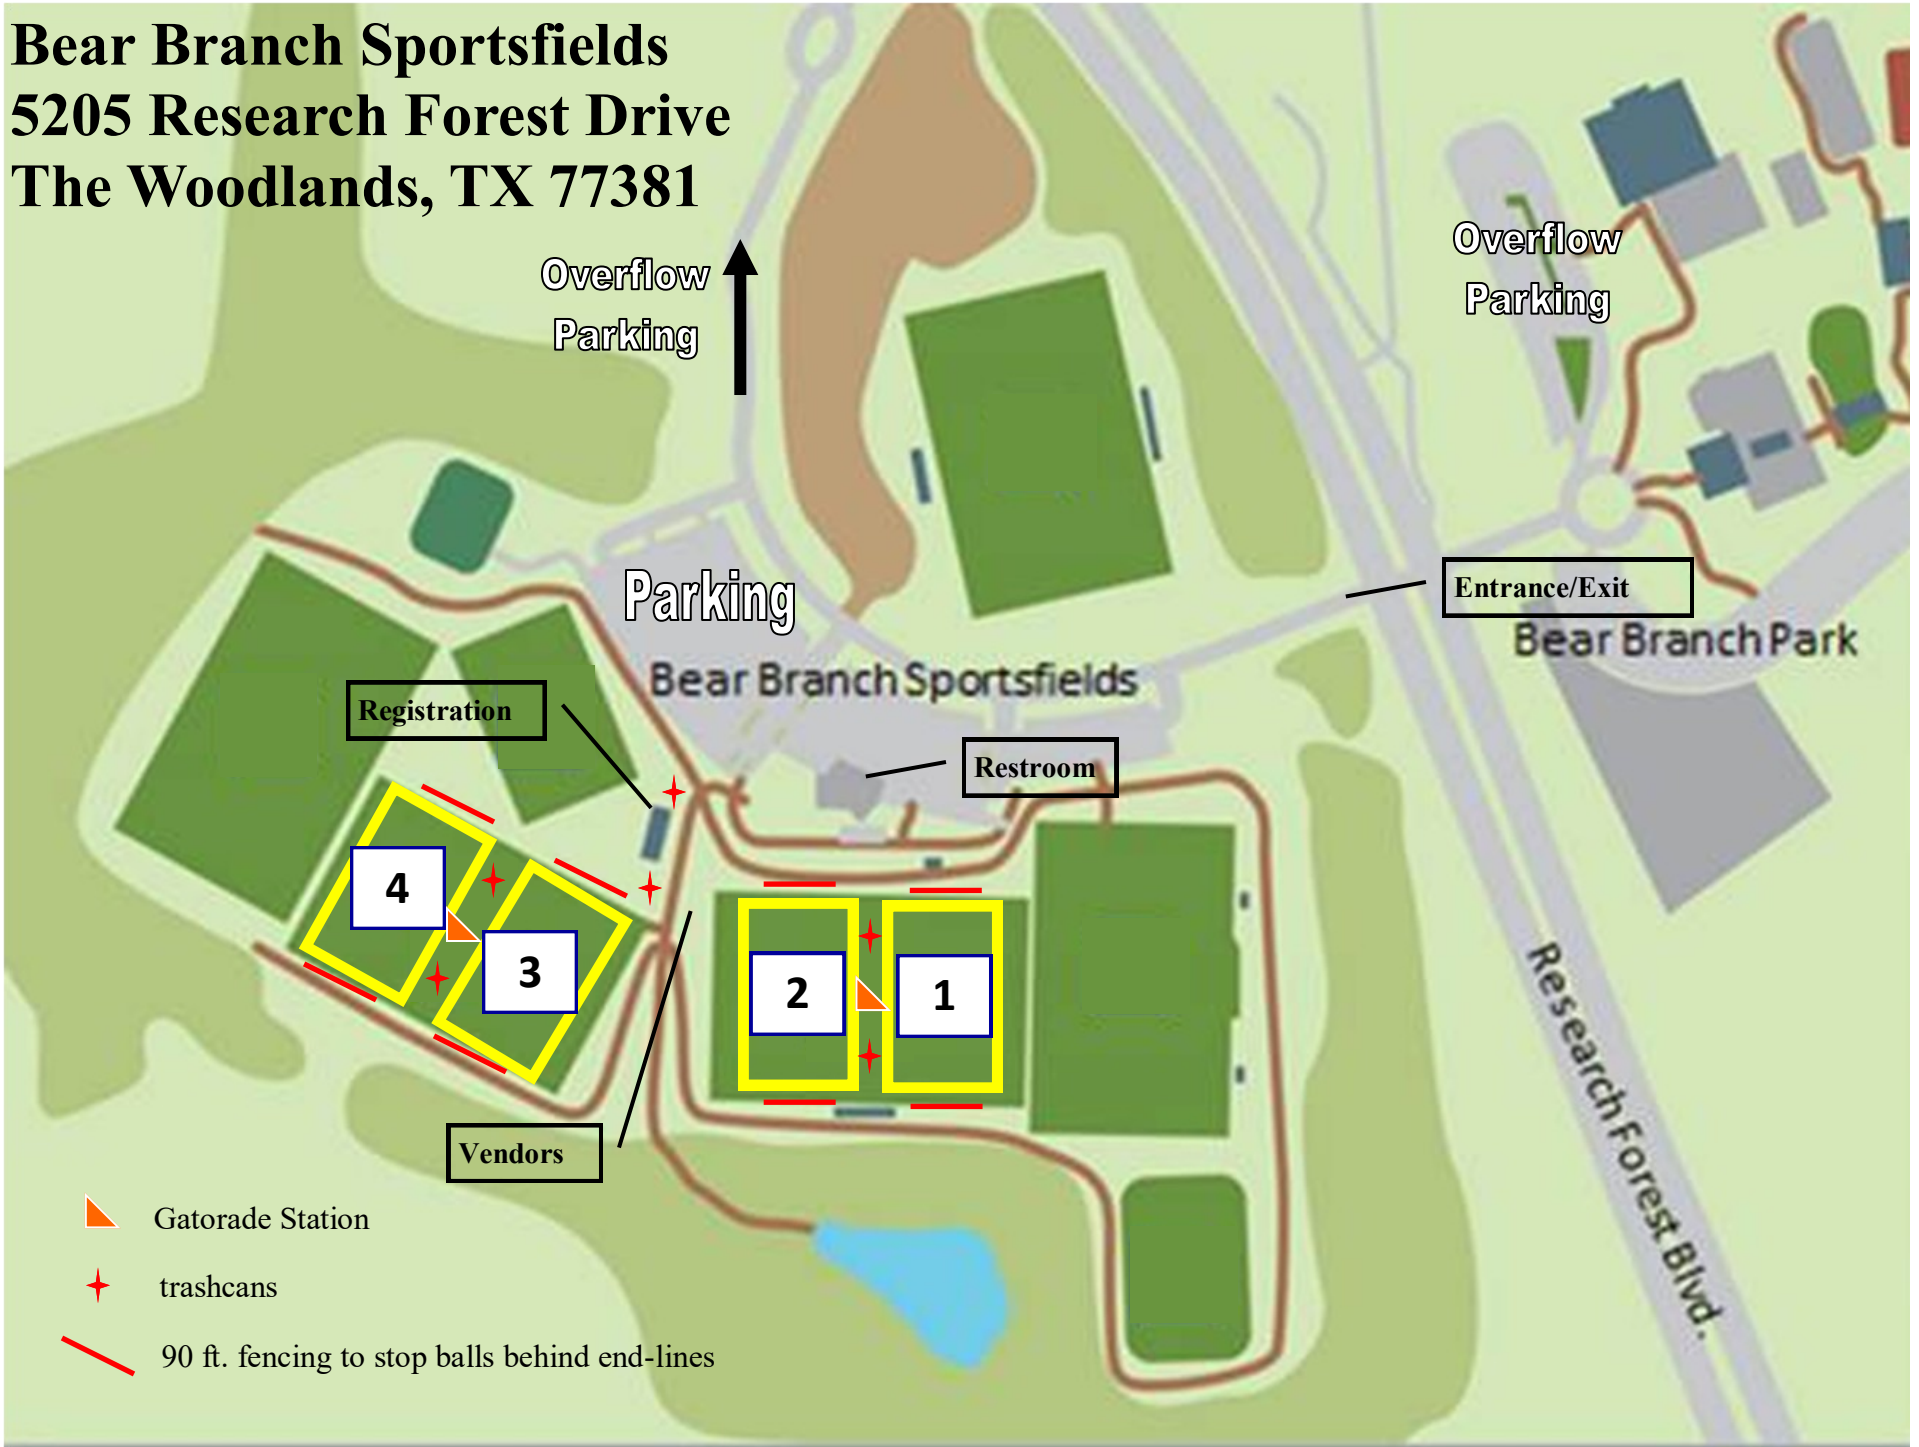 Bear Branch Sportsfields
5205 Research Forest Drive
The Woodlands, TX 77381
Overflow
Parking
Overflow
Parking
Parking
Entrance/Exit
Bear Branch Park
Bear Branch Sportsfields
Registration
Restroom
4
3
2
1
Research Forest Blvd.
Vendors
Gatorade Station
trashcans
90 ft. fencing to stop balls behind end-lines